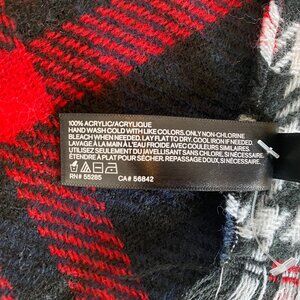 100% ACRYLIC/ACRYLIQUE
HAND WASH COLD WITH LIKE COLORS. ONLY NON-CHLORINE
BLEACH WHEN NEEDED. LAY FLAT TO DRY. COOL IRON IF NEEDED.
LAVAGE À LA MAIN À L'EAU FROIDE AVEC COULEURS SIMILAIRES.
UTILISEZ SEULEMENT DU JAVELLISANT SANS CHLORE, SI NÉCESSAIRE.
ÉTENDRE À PLAT POUR SÉCHER. REPASSAGE DOUX, SI NÉCESSAIRE.
RN# 55285 CA# 56842